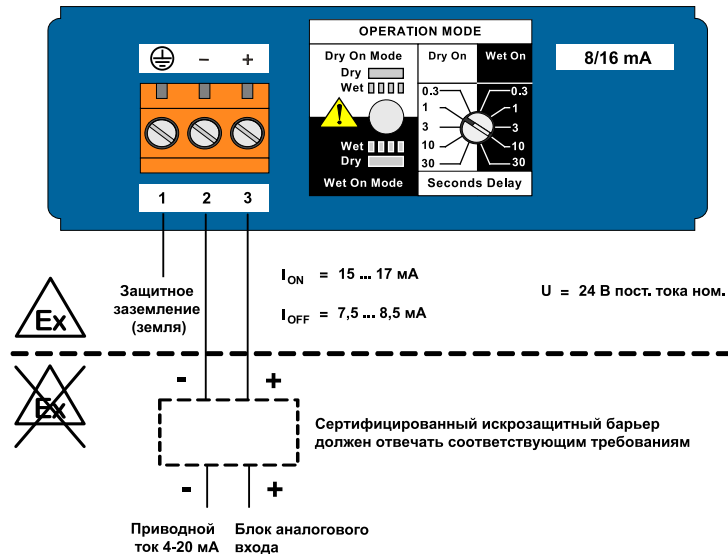 OPERATION MODE
Dry On Mode
Dry
Wet
Wet
Dry
Wet On Mode
Dry On
Wet On
0.3
0.3
1
1
3
3
10
10
30
30
Seconds Delay
8/16 mA
– +
1 2 3
Защитное
заземление
(земля)
I ON = 15 ... 17 мА
I OFF = 7,5 ... 8,5 мА
U = 24 В пост. тока ном.
Ex
Ex
- +
Сертифицированный искрозащитный барьер
должен отвечать соответствующим требованиям
- +
Приводной
ток 4-20 мА
Блок аналогового
входа